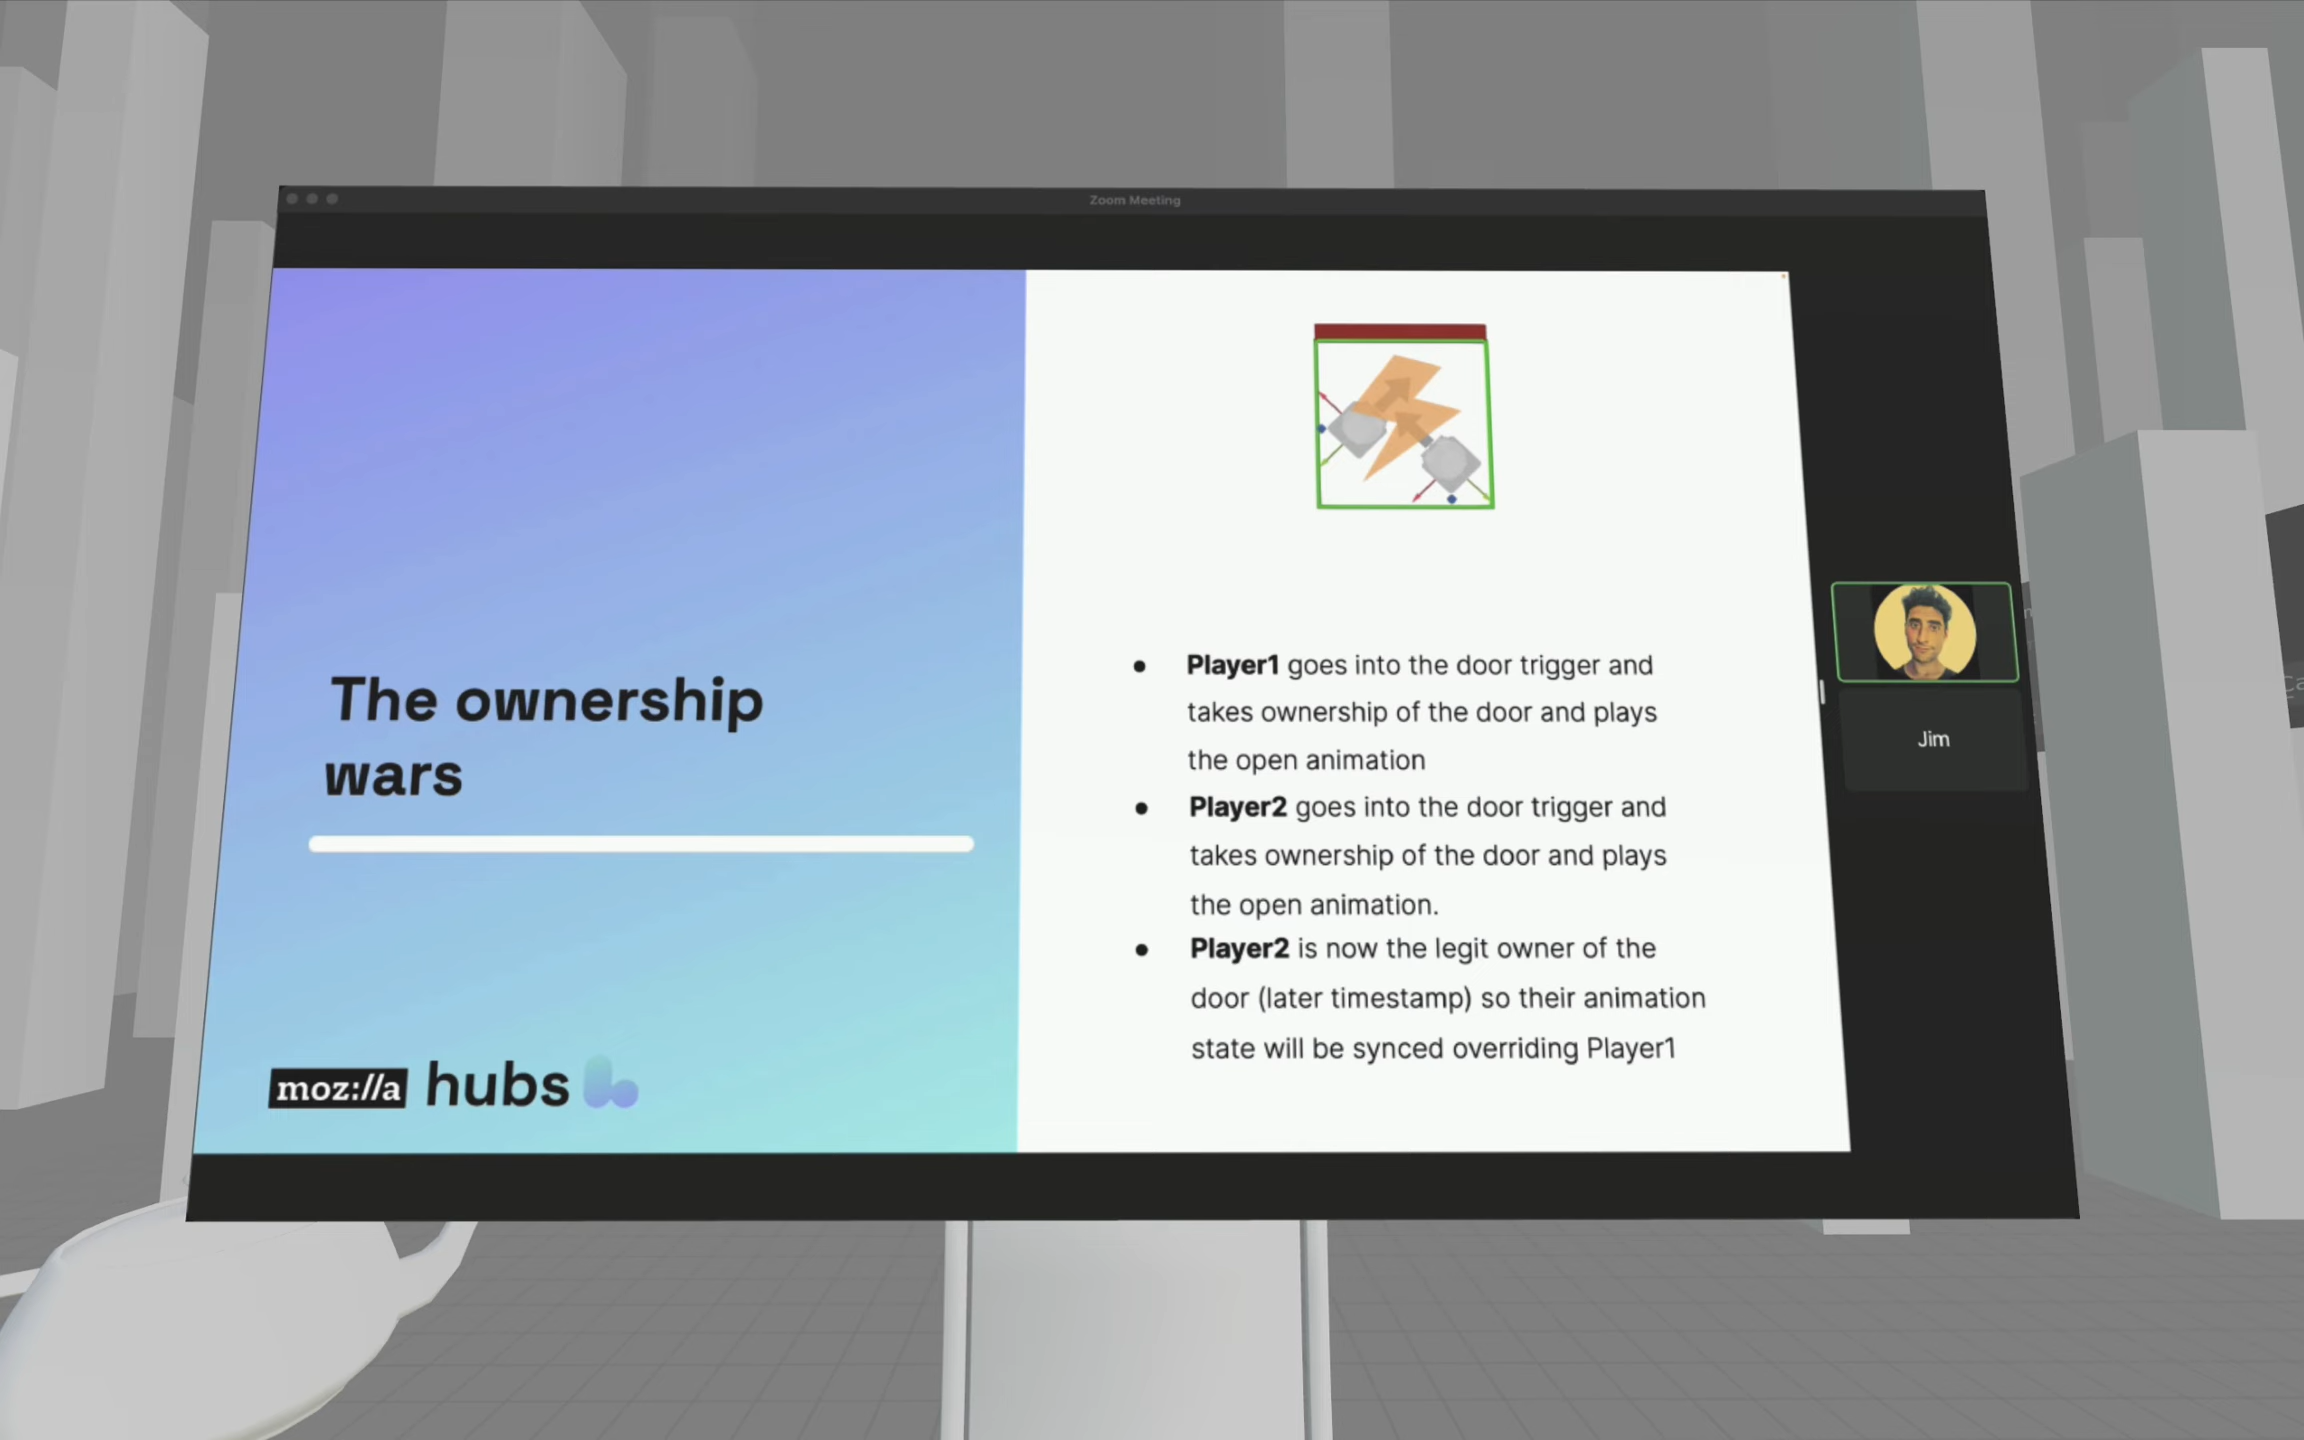 Zoom Meeting
The ownership
wars
moz://a hubs
● Player1 goes into the door trigger and
takes ownership of the door and plays
the open animation
● Player2 goes into the door trigger and
takes ownership of the door and plays
the open animation.
● Player2 is now the legit owner of the
door (later timestamp) so their animation
state will be synced overriding Player1
Jim